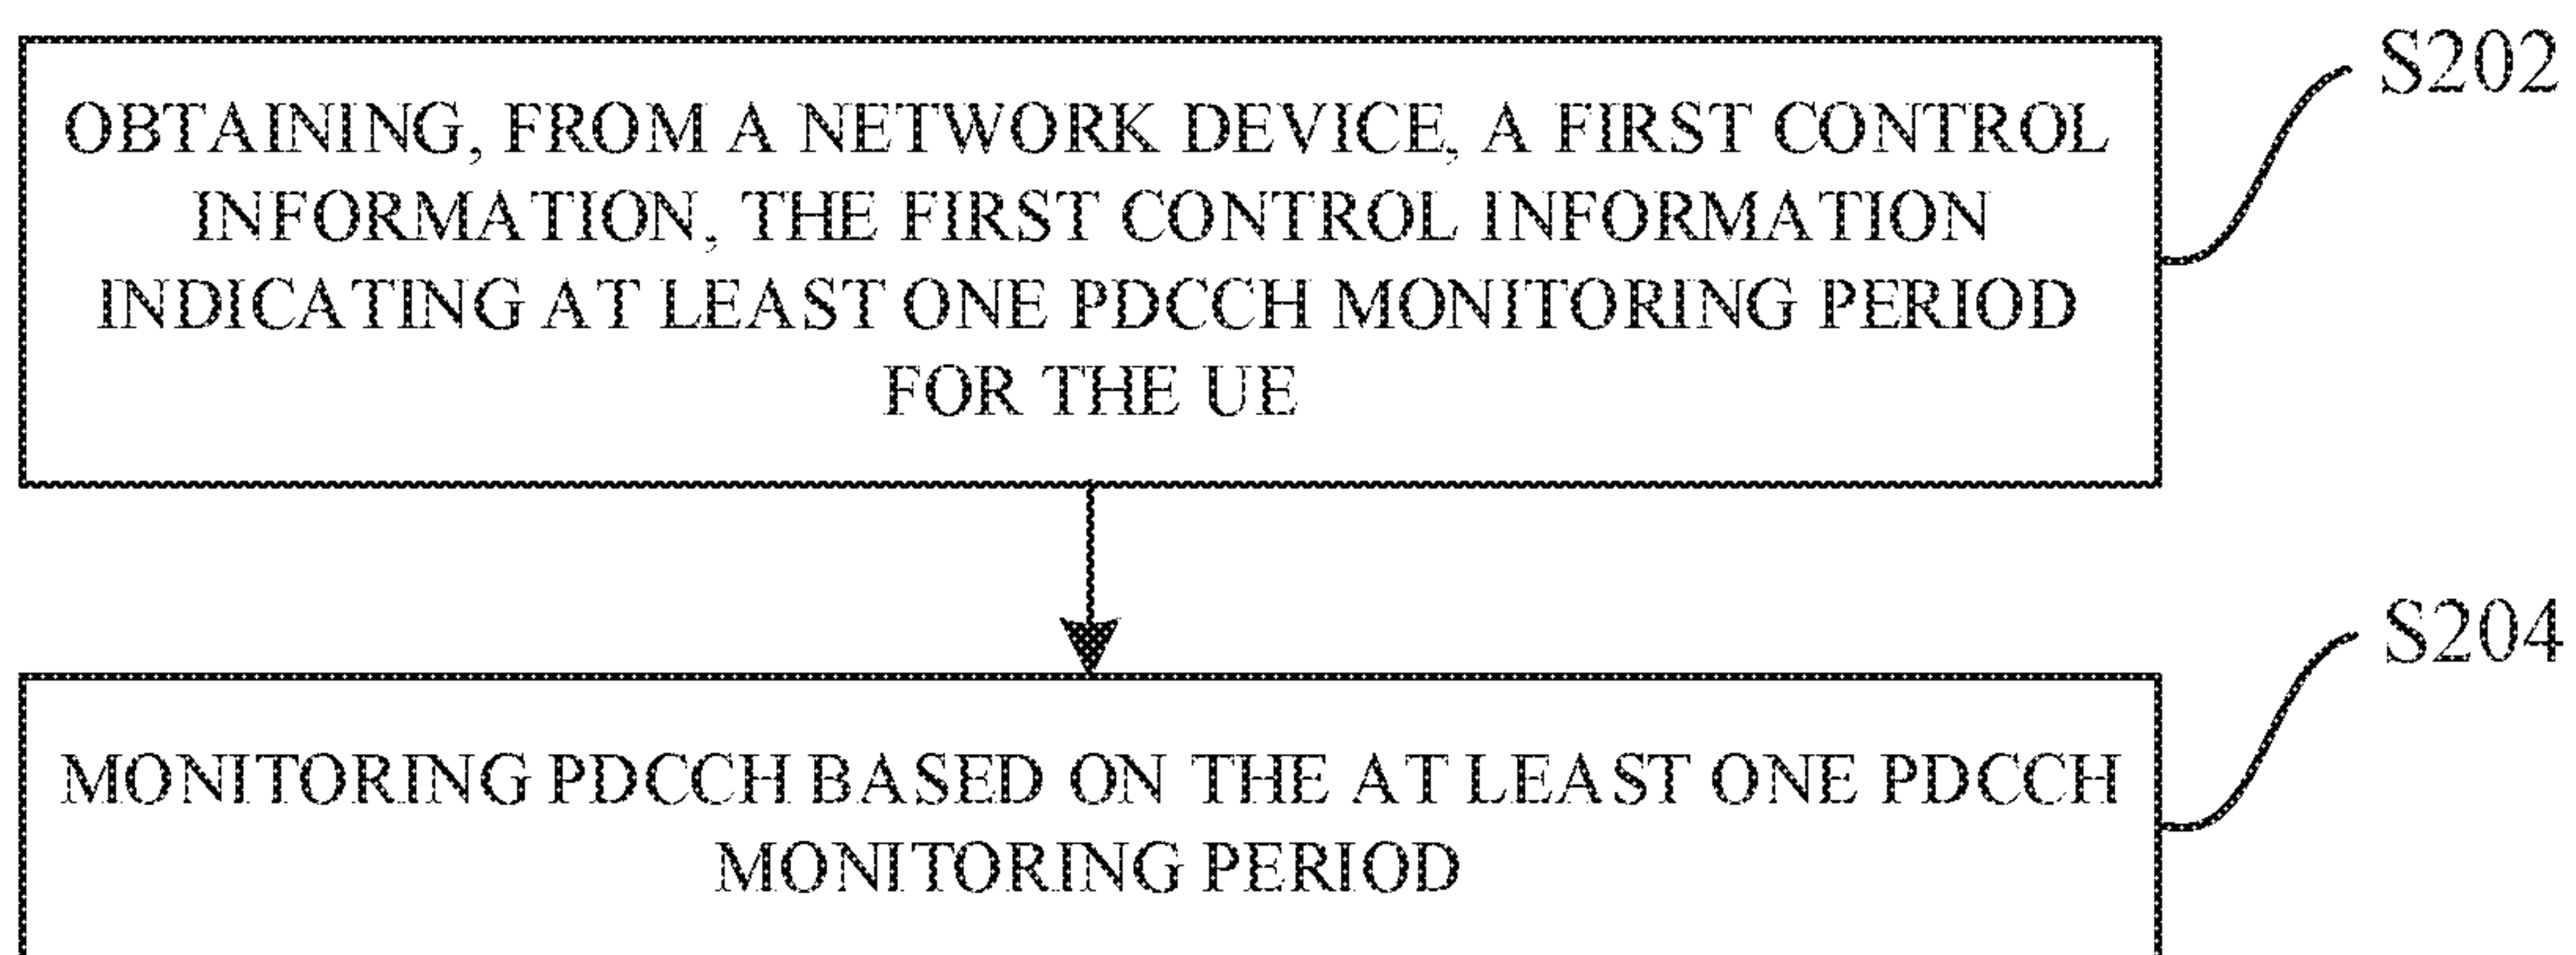 S202
OBTAINING, FROM A NETWORK DEVICE, A FIRST CONTROL
INFORMATION, THE FIRST CONTROL INFORMATION
INDICATING AT LEAST ONE PDCCH MONITORING PERIOD
FOR THE UE
S204
MONITORING PDCCH BASED ON THE AT LEAST ONE PDCCH
MONITORING PERIOD